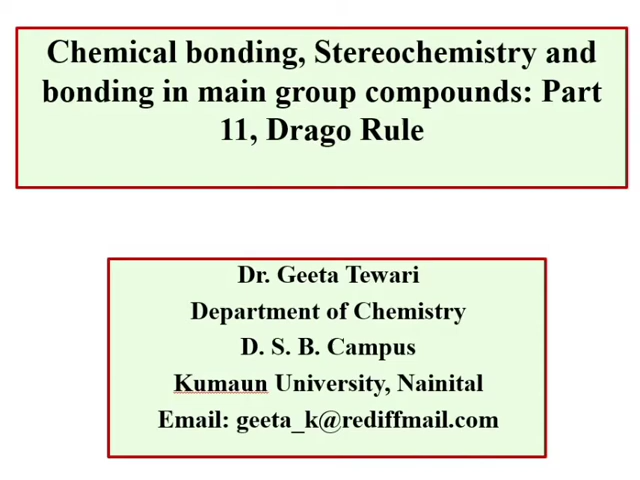 Chemical bonding, Stereochemistry and
bonding in main group compounds: Part
11, Drago Rule
Dr. Geeta Tewari
Department of Chemistry
D. S. B. Campus
Kumaun University, Nainital
Email: geeta_k@rediffmail.com